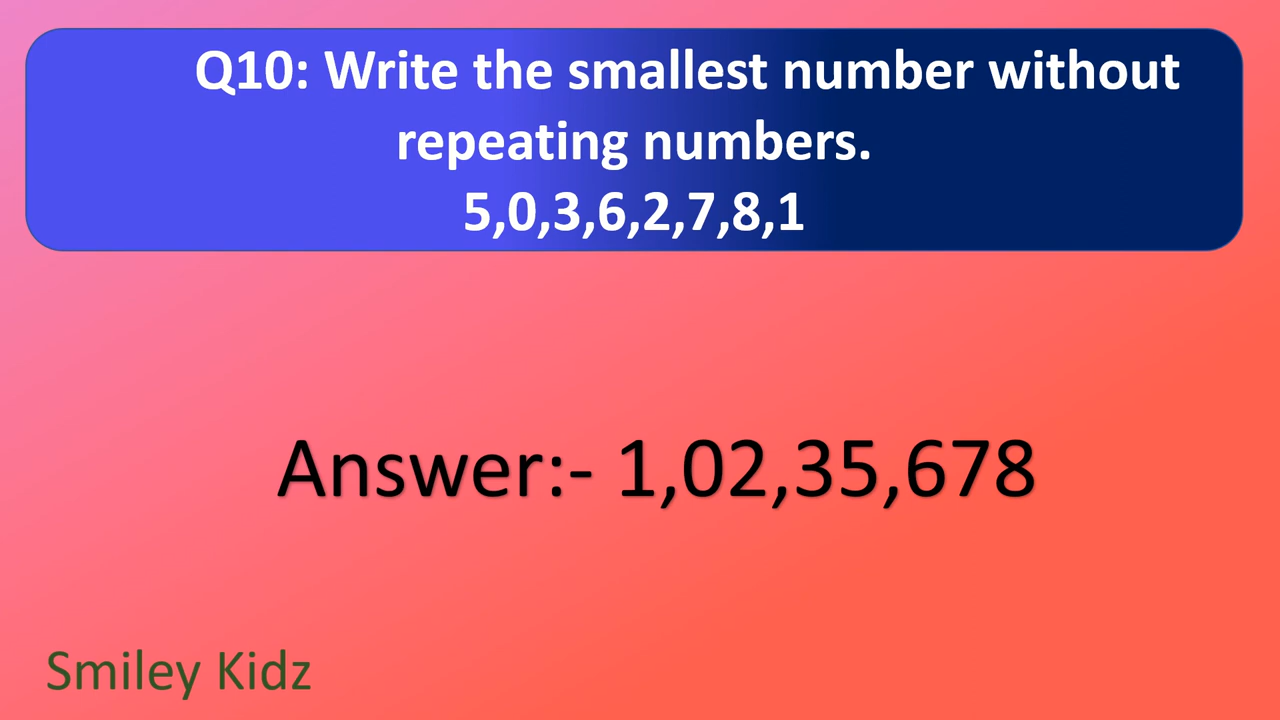 Q10: Write the smallest number without
repeating numbers.
5,0,3,6,2,7,8,1
Answer:- 1,02,35,678
Smiley Kidz